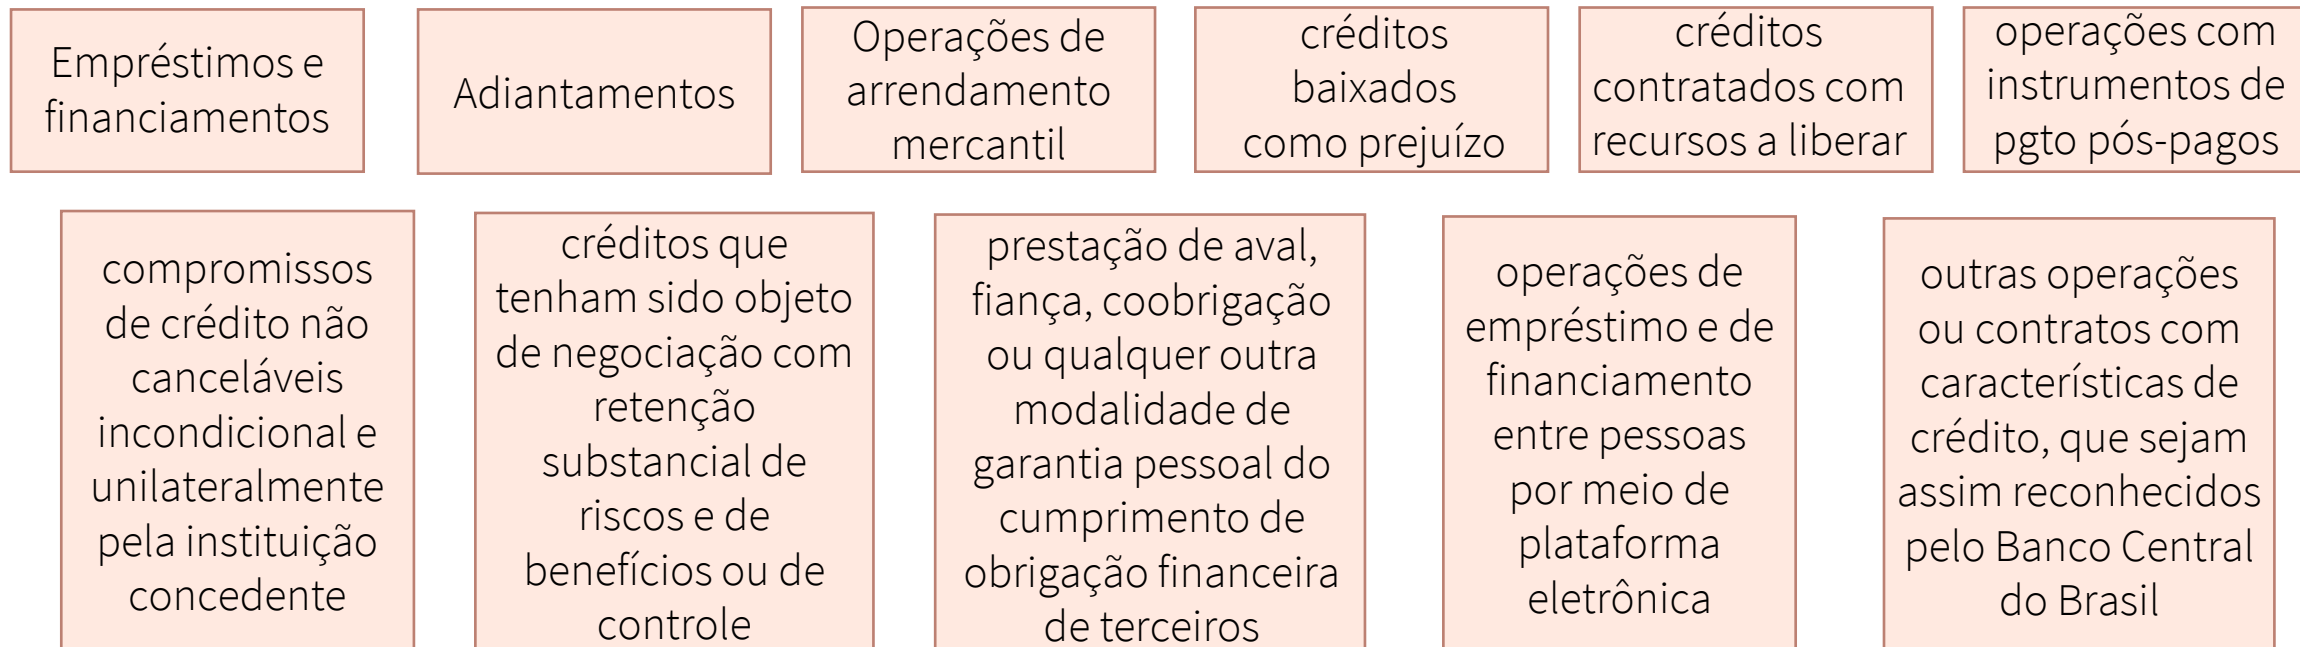 Empréstimos e
financiamentos
Adiantamentos
Operações de
arrendamento
mercantil
créditos
baixados
como prejuízo
créditos
contratados com
recursos a liberar
operações com
instrumentos de
pgto pós-pagos
compromissos
de crédito não
canceláveis
incondicional e
unilateralmente
pela instituição
concedente
créditos que
tenham sido objeto
de negociação com
retenção
substancial de
riscos e de
benefícios ou de
controle
prestação de aval,
fiança, coobrigação
ou qualquer outra
modalidade de
garantia pessoal do
cumprimento de
obrigação financeira
de terceiros
operações de
empréstimo e de
financiamento
entre pessoas
por meio de
plataforma
eletrônica
outras operações
ou contratos com
características de
crédito, que sejam
assim reconhecidos
pelo Banco Central
do Brasil